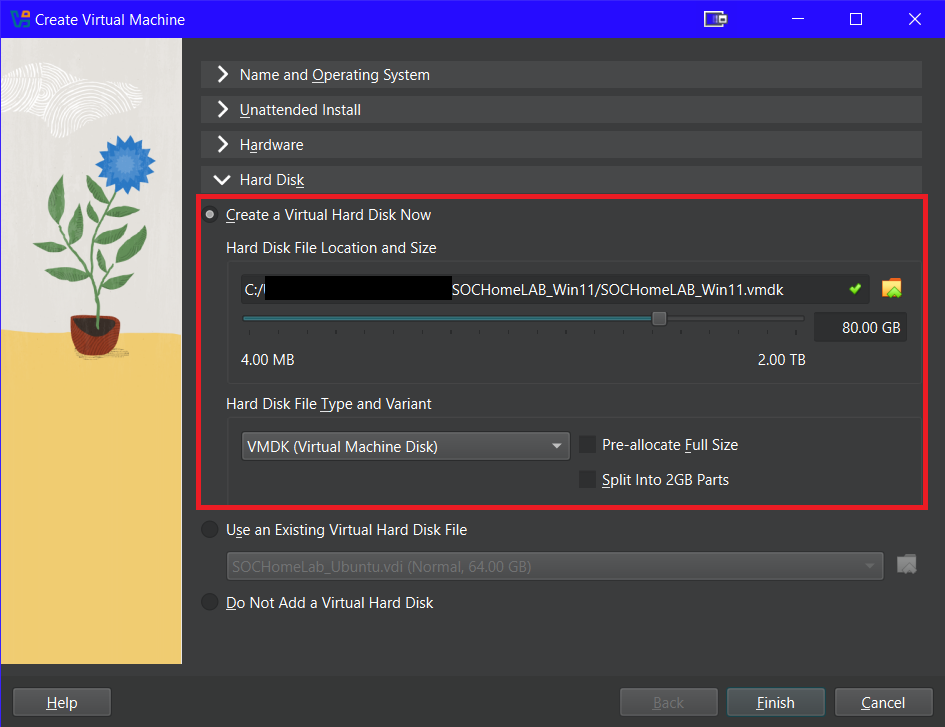 Create Virtual Machine
Name and Operating System
Unattended Install
Hardware
Hard Disk
Create a Virtual Hard Disk Now
Hard Disk File Location and Size
C:/ SOCHomeLAB_Win11/SOCHomeLAB_Win11.vmdk
80.00 GB
4.00 MB 2.00 TB
Hard Disk File Type and Variant
VMDK (Virtual Machine Disk) Pre-allocate Full Size
Split Into 2GB Parts
Use an Existing Virtual Hard Disk File
SOCHomeLab_Ubuntu.vdi (Normal, 64.00 GB)
Do Not Add a Virtual Hard Disk
Help Back Finish Cancel